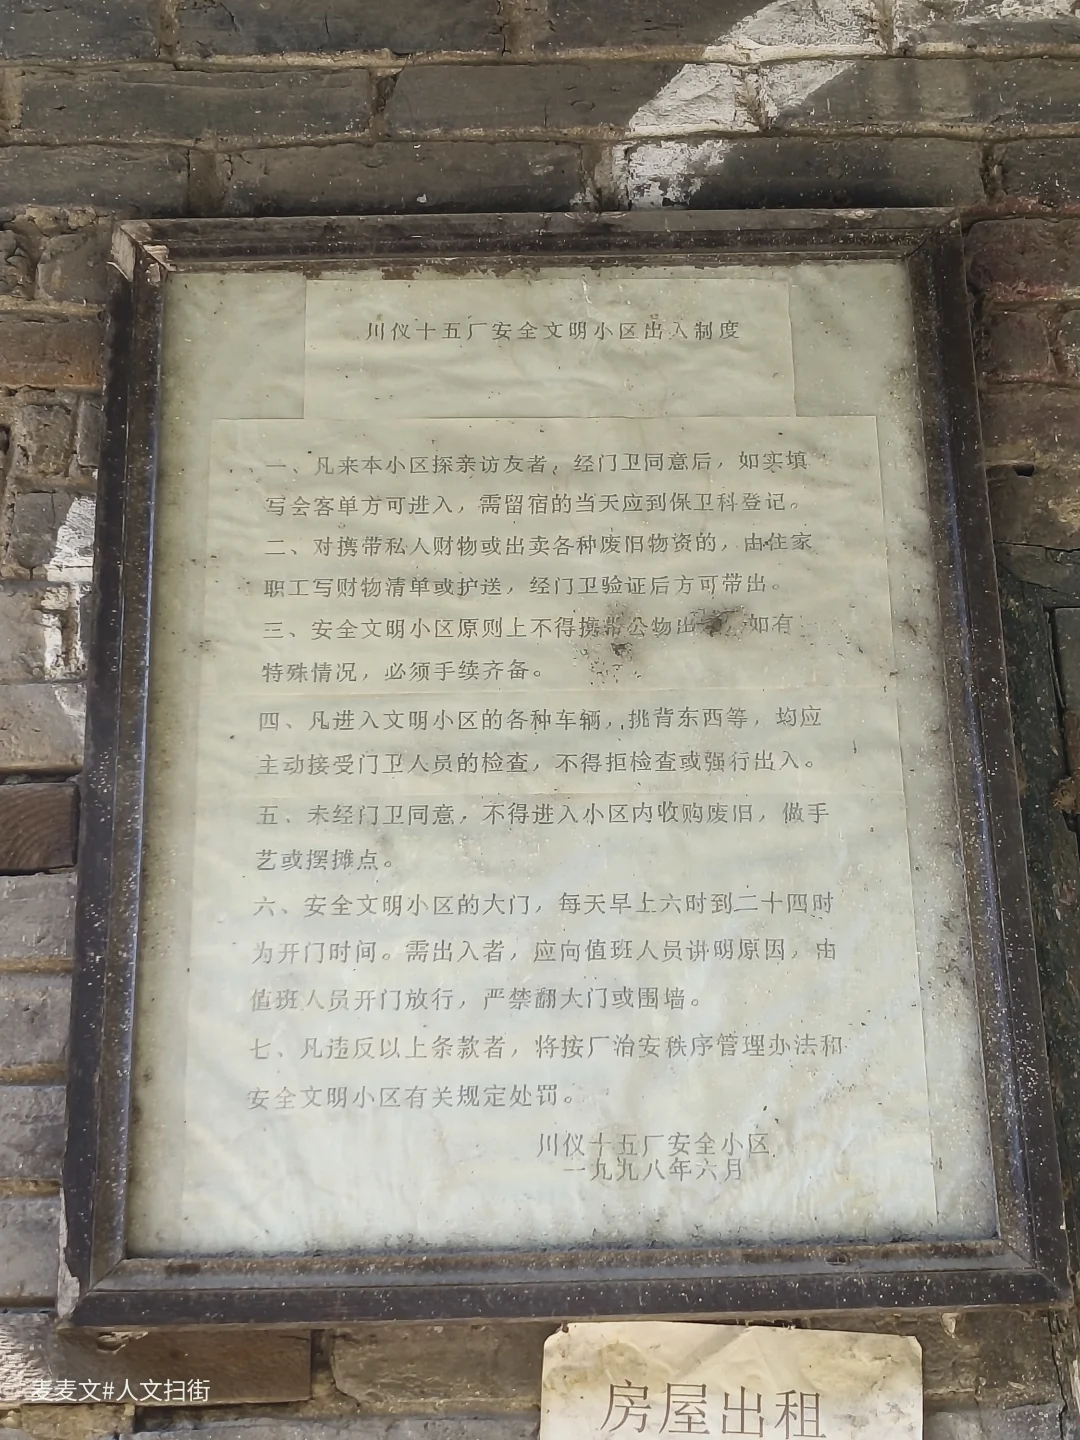 川仪十五厂安全文明小区出入制度
一、凡来本小区探亲访友者，经门卫同意后，如实填
写会客单方可进入，需留宿的当天应到保卫科登记。
二、对携带私人财物或出卖各种废旧物资的，由住家
职工写财物清单或护送，经门卫验证后方可带出。
三、安全文明小区原则上不得携带公物出，如有
特殊情况，必须手续齐备。
四、凡进入文明小区的各种车辆，挑背东西等，均应
主动接受门卫人员的检查，不得拒检查或强行出入。
五、未经门卫同意，不得进入小区内收购废旧，做手
艺或摆摊点。
六、安全文明小区的大门，每天早上六时到二十四时
为开门时间。需出入者，应向值班人员讲明原因，由
值班人员开门放行，严禁翻大门或围墙。
七、凡违反以上条款者，将按厂治安秩序管理办法和
安全文明小区有关规定处罚。
川仪十五厂安全小区
一九九八年六月
房屋出租
麦麦文#人文扫街